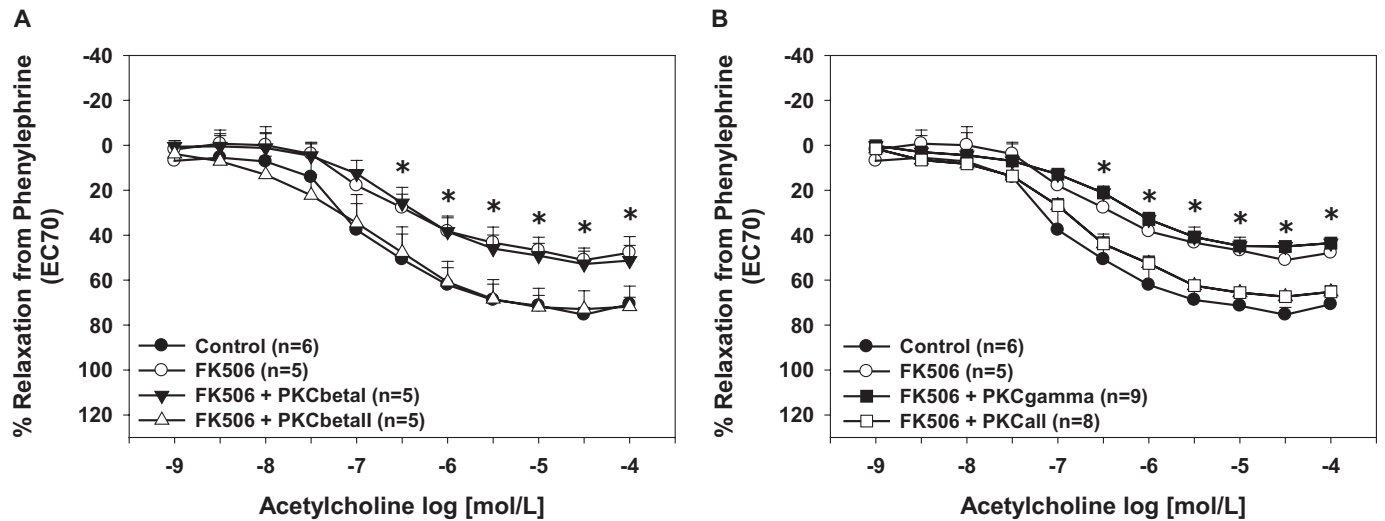 A
% Relaxation from Phenylephrine
(EC70)
-40
-20
0
20
40
60
80
100
120
* * * * * *
Control (n=6)
FK506 (n=5)
FK506 + PKCbetaI (n=5)
FK506 + PKCbetaII (n=5)
-9 -8 -7 -6 -5 -4
Acetylcholine log [mol/L]
B
% Relaxation from Phenylephrine
(EC70)
-40
-20
0
20
40
60
80
100
120
* * * * * *
Control (n=6)
FK506 (n=5)
FK506 + PKCgamma (n=9)
FK506 + PKCall (n=8)
-9 -8 -7 -6 -5 -4
Acetylcholine log [mol/L]